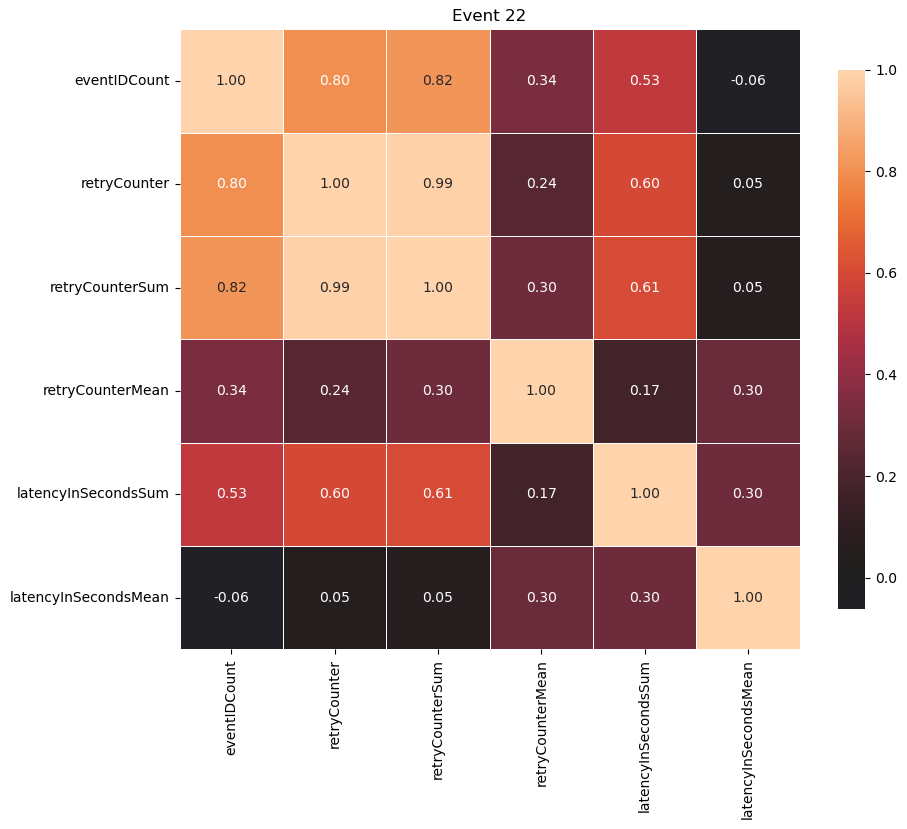 Event 22
eventIDCount 1.00 0.80 0.82 0.34 0.53 -0.06
retryCounter 0.80 1.00 0.99 0.24 0.60 0.05
retryCounterSum 0.82 0.99 1.00 0.30 0.61 0.05
retryCounterMean 0.34 0.24 0.30 1.00 0.17 0.30
latencyInSecondsSum 0.53 0.60 0.61 0.17 1.00 0.30
latencyInSecondsMean -0.06 0.05 0.05 0.30 0.30 1.00
eventIDCount
retryCounter
retryCounterSum
retryCounterMean
latencyInSecondsSum
latencyInSecondsMean
1.0
0.8
0.6
0.4
0.2
0.0